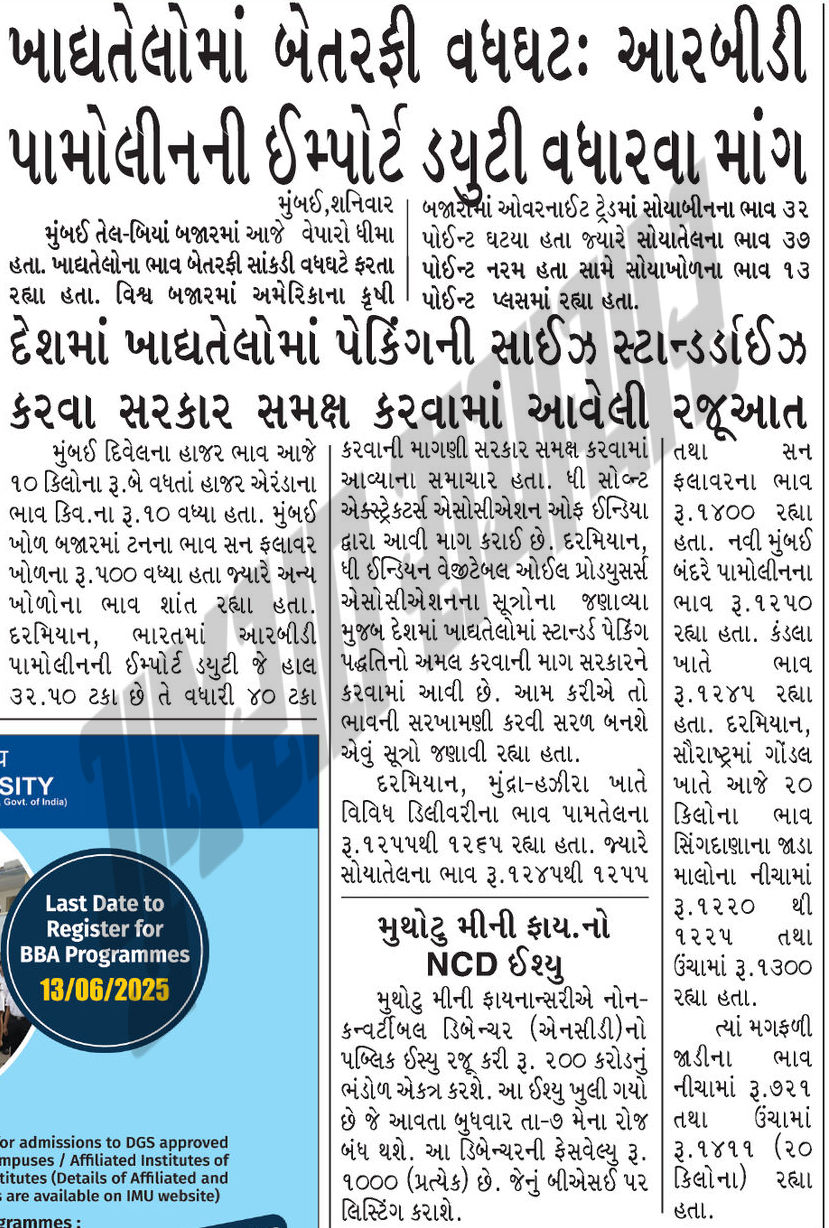 ખાદ્યતેલોમાં બેતરફી વધઘટઃ આરબીડી
પામોલીનની ઈમ્પોર્ટ ડયુટી વધારવા માંગ
મુંબઈ,શનિવાર
મુંબઈ તેલ-બિયાં બજારમાં આજે વેપારો ધીમા
હતા. ખાદ્યતેલોના ભાવ બેતરફી સાંકડી વધઘટે ફરતા
રહ્યા હતા. વિશ્વ બજારમાં અમેરિકાના કૃષી
બજારોમાં ઓવરનાઈટ ટ્રેડમાં સોયાબીનના ભાવ ૩૨
પોઈન્ટ ઘટયા હતા જ્યારે સોયાતેલના ભાવ ૩૭
પોઈન્ટ નરમ હતા સામે સોયાખોળના ભાવ ૧૩
પોઈન્ટ પ્લસમાં રહ્યા હતા.
દેશમાં ખાદ્યતેલોમાં પેકિંગની સાઈઝ સ્ટાન્ડર્ડાઈઝ
કરવા સરકાર સમક્ષ કરવામાં આવેલી રજૂઆત
મુંબઈ દિવેલના હાજર ભાવ આજે
૧૦ કિલોના રૂ.બે વધતાં હાજર એરંડાના
ભાવ કિવ.ના રૂ.૧૦ વધ્યા હતા. મુંબઈ
ખોળ બજારમાં ટનના ભાવ સન ફલાવર
ખોળના રૂ.૫૦૦ વધ્યા હતા જ્યારે અન્ય
ખોળોના ભાવ શાંત રહ્યા હતા.
દરમિયાન, ભારતમાં આરબીડી
પામોલીનની ઈમ્પોર્ટ ડયુટી જે હાલ
૩૨.૫૦ ટકા છે તે વધારી ૪૦ ટકા
કરવાની માગણી સરકાર સમક્ષ કરવામાં
આવ્યાના સમાચાર હતા. ધી સોલ્વન્ટ
એક્સ્ટ્રેકટર્સ એસોસીએશન ઓફ ઈન્ડિયા
દ્વારા આવી માગ કરાઈ છે. દરમિયાન,
ધી ઈન્ડિયન વેજીટેબલ ઓઈલ પ્રોડયુસર્સ
એસોસીએશનના સૂત્રોના જણાવ્યા
મુજબ દેશમાં ખાદ્યતેલોમાં સ્ટાન્ડર્ડ પેકિંગ
પદ્ધતિનો અમલ કરવાની માગ સરકારને
કરવામાં આવી છે. આમ કરીએ તો
ભાવની સરખામણી કરવી સરળ બનશે
એવું સૂત્રો જણાવી રહ્યા હતા.
દરમિયાન, મુંદ્રા-હઝીરા ખાતે
વિવિધ ડિલીવરીના ભાવ પામતેલના
રૂ.૧૨૫૫થી ૧૨૬૫ રહ્યા હતા. જ્યારે
સોયાતેલના ભાવ રૂ.૧૨૪૫થી ૧૨૫૫
તથા સન
ફલાવરના ભાવ
રૂ.૧૪૦૦ રહ્યા
હતા. નવી મુંબઈ
બંદરે પામોલીનના
ભાવ રૂ.૧૨૫૦
રહ્યા હતા. કંડલા
ખાતે ભાવ
રૂ.૧૨૪૫ રહ્યા
હતા. દરમિયાન,
સૌરાષ્ટ્રમાં ગોંડલ
ખાતે આજે ૨૦
કિલોના ભાવ
સિંગદાણાના જાડા
માલોના નીચામાં
રૂ.૧૨૨૦ થી
૧૨૨૫ તથા
ઉંચામાં રૂ.૧૩૦૦
રહ્યા હતા.
ત્યાં મગફળી
જાડીના ભાવ
નીચામાં રૂ.૭૨૧
તથા ઉંચામાં
રૂ.૧૪૧૧ (૨૦
કિલોના) રહ્યા
હતા.
મુથોટુ મીની ફાય.નો
NCD ઈશ્યુ
મુથોટુ મીની ફાયનાન્સરીએ નોન-
કન્વર્ટીબલ ડિબેન્ચર (એનસીડી)નો
પબ્લિક ઈસ્યુ રજૂ કરી રૂ. ૨૦૦ કરોડનું
ભંડોળ એકત્ર કરશે. આ ઈશ્યુ ખુલી ગયો
છે જે આવતા બુધવાર તા-૭ મેના રોજ
બંધ થશે. આ ડિબેન્ચરની ફેસવેલ્યુ રૂ.
૧૦૦૦ (પ્રત્યેક) છે. જેનું બીએસઈ પર
લિસ્ટિંગ કરાશે.
SITY
Govt. of India)
Last Date to
Register for
BBA Programmes
13/06/2025
or admissions to DGS approved
mpuses / Affiliated Institutes of
titutes (Details of Affiliated and
s are available on IMU website)
grammes :